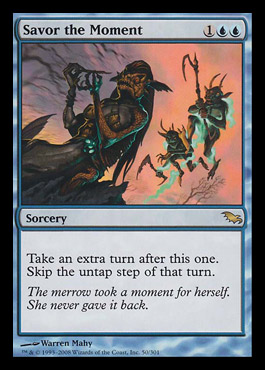 Savor the Moment 1
Sorcery
Take an extra turn after this one.
Skip the untap step of that turn.
The merrow took a moment for herself.
She never gave it back.
Warren Mahy
™ & © 1993–2008 Wizards of the Coast, Inc. 50/301